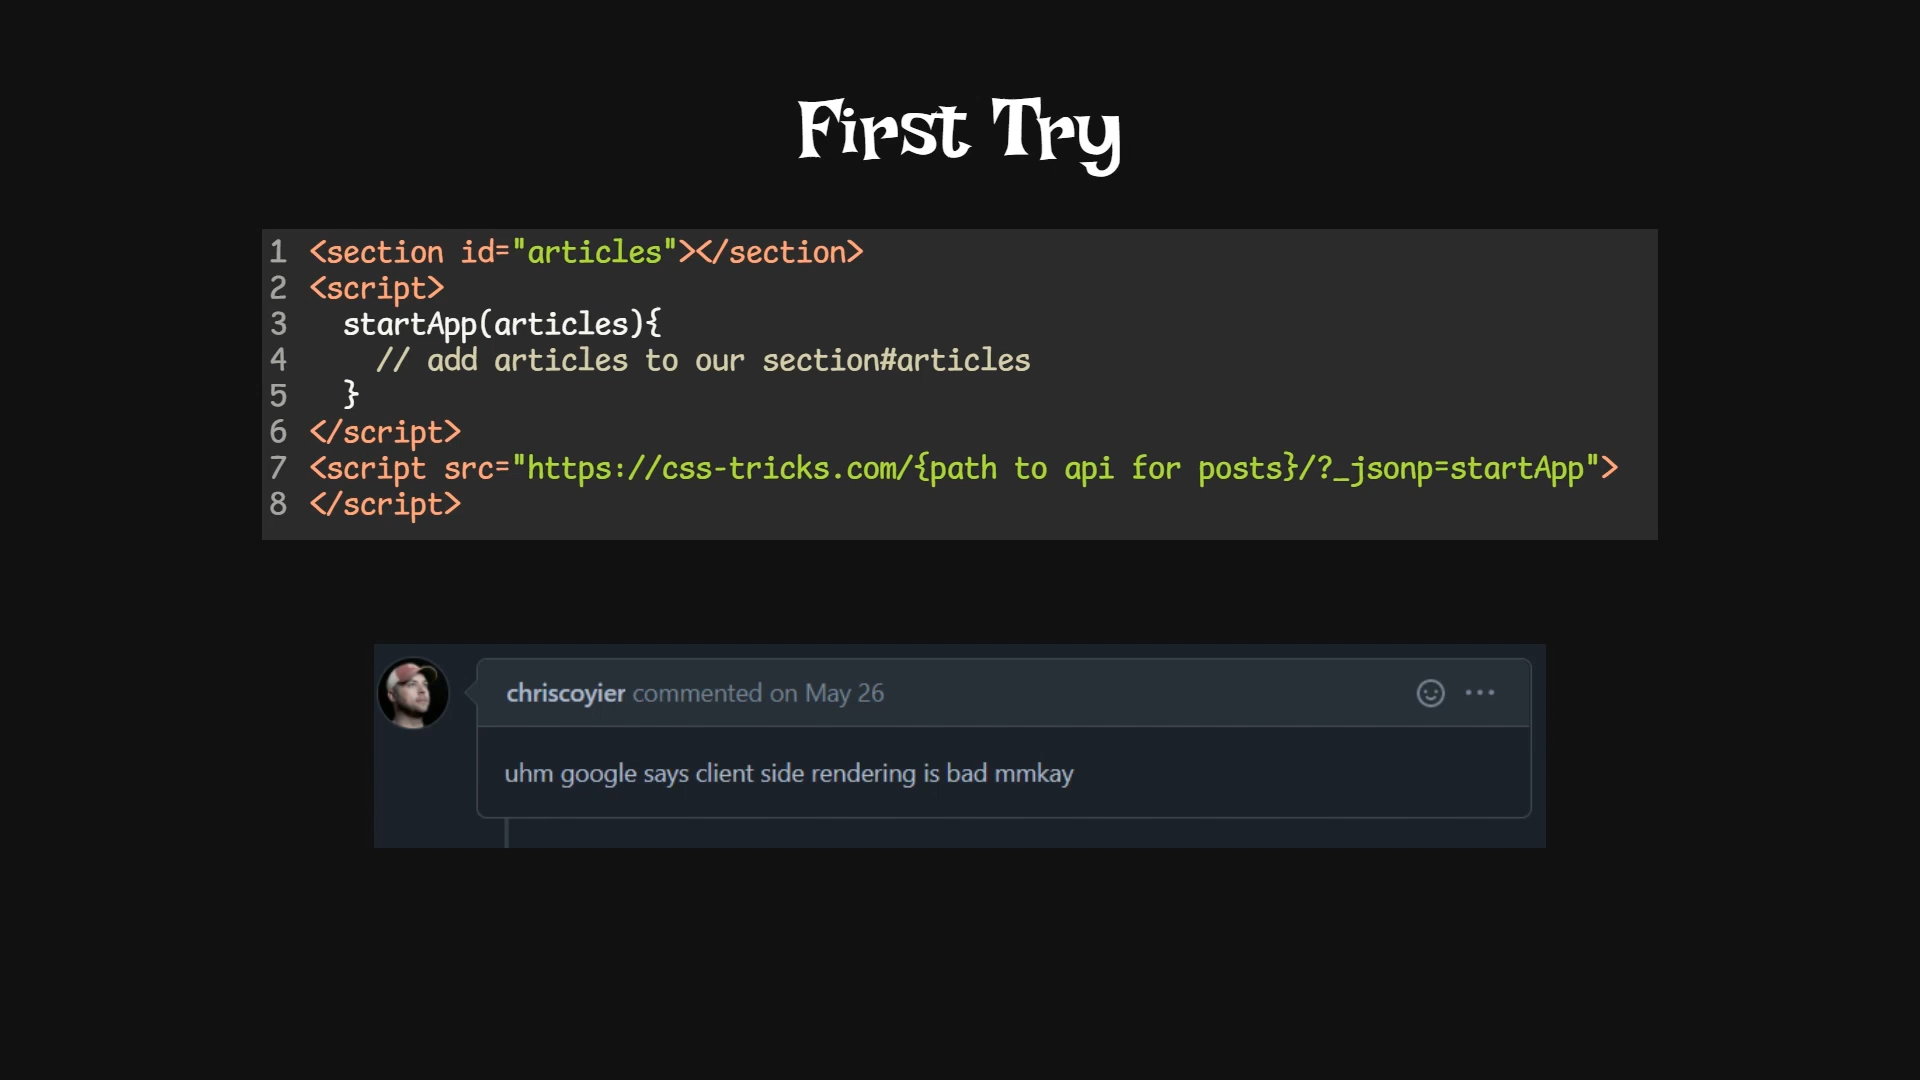 First Try
1 <section id="articles"></section>
2 <script>
3   startApp(articles){
4     // add articles to our section#articles
5   }
6 </script>
7 <script src="https://css-tricks.com/{path to api for posts}/?_jsonp=startApp">
8 </script>
chriscoyier commented on May 26
uhm google says client side rendering is bad mmkay